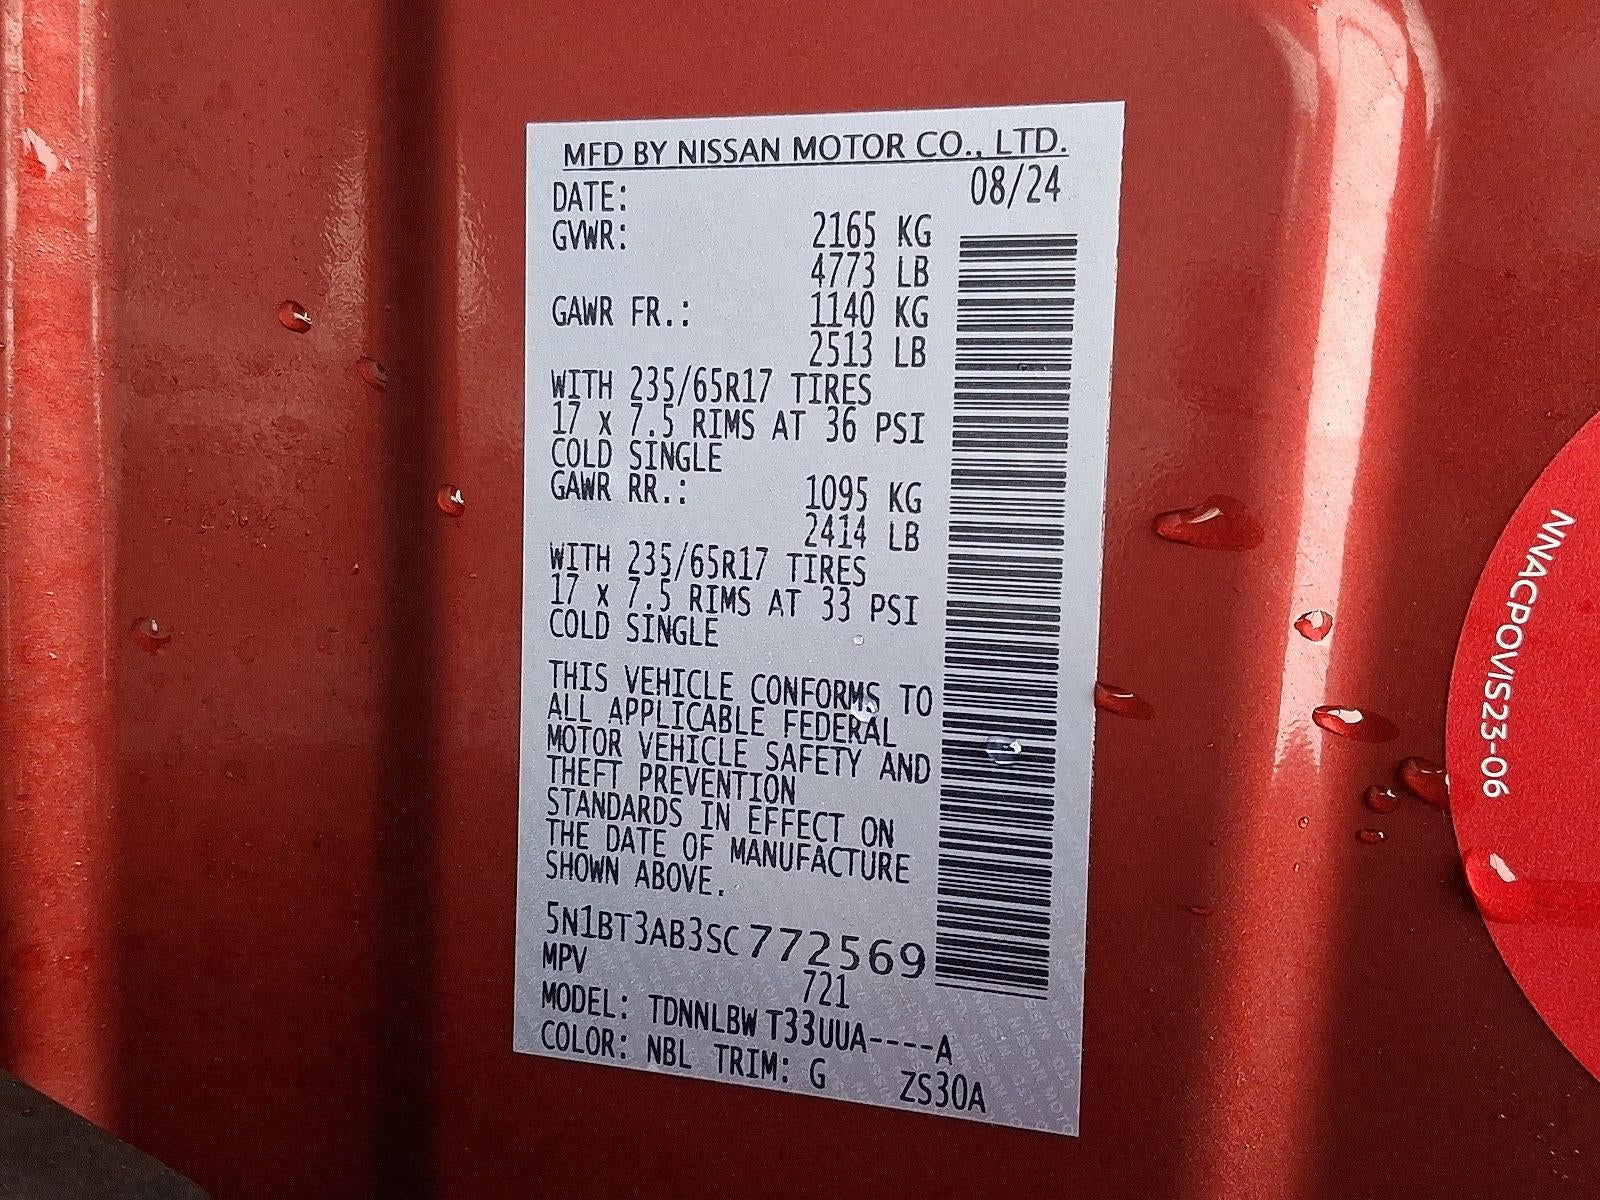 MFD BY NISSAN MOTOR CO., LTD.
DATE: 08/24
GVWR: 2165 KG
4773 LB
GAWR FR.: 1140 KG
2513 LB
WITH 235/65R17 TIRES
17 x 7.5 RIMS AT 36 PSI
COLD SINGLE
GAWR RR.: 1095 KG
2414 LB
WITH 235/65R17 TIRES
17 x 7.5 RIMS AT 33 PSI
COLD SINGLE
THIS VEHICLE CONFORMS TO
ALL APPLICABLE FEDERAL
MOTOR VEHICLE SAFETY AND
THEFT PREVENTION
STANDARDS IN EFFECT ON
THE DATE OF MANUFACTURE
SHOWN ABOVE.
5N1BT3AB3SC772569
MPV 721
MODEL: TDNNLBW T33UUA----A
COLOR: NBL TRIM: G ZS30A
NNACPOVIS23-06